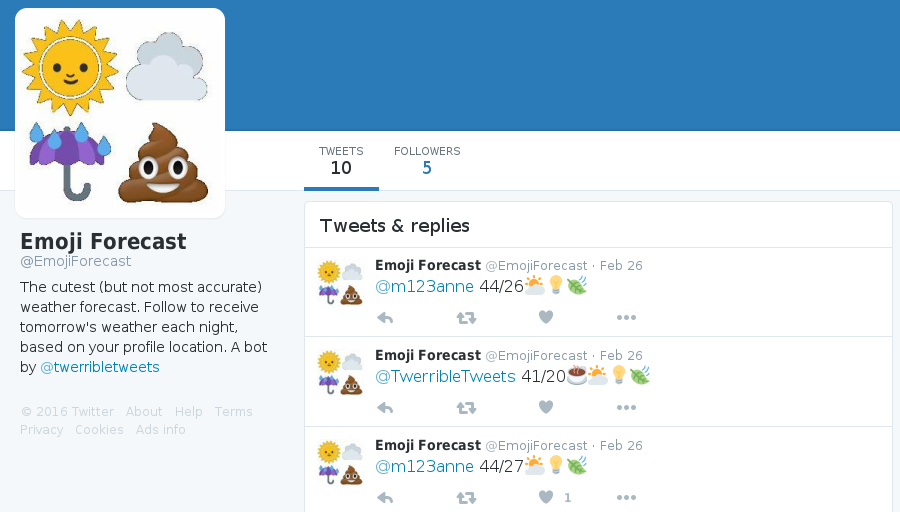 TWEETS FOLLOWERS
10 5
Tweets & replies
Emoji Forecast
@EmojiForecast
The cutest (but not most accurate)
weather forecast. Follow to receive
tomorrow's weather each night,
based on your profile location. A bot
by @twerribletweets
© 2016 Twitter About Help Terms
Privacy Cookies Ads info
Emoji Forecast @EmojiForecast · Feb 26
@m123anne 44/26⛅💡🍃
Emoji Forecast @EmojiForecast · Feb 26
@TwerribleTweets 41/20☕⛅💡🍃
Emoji Forecast @EmojiForecast · Feb 26
@m123anne 44/27⛅💡🍃
1